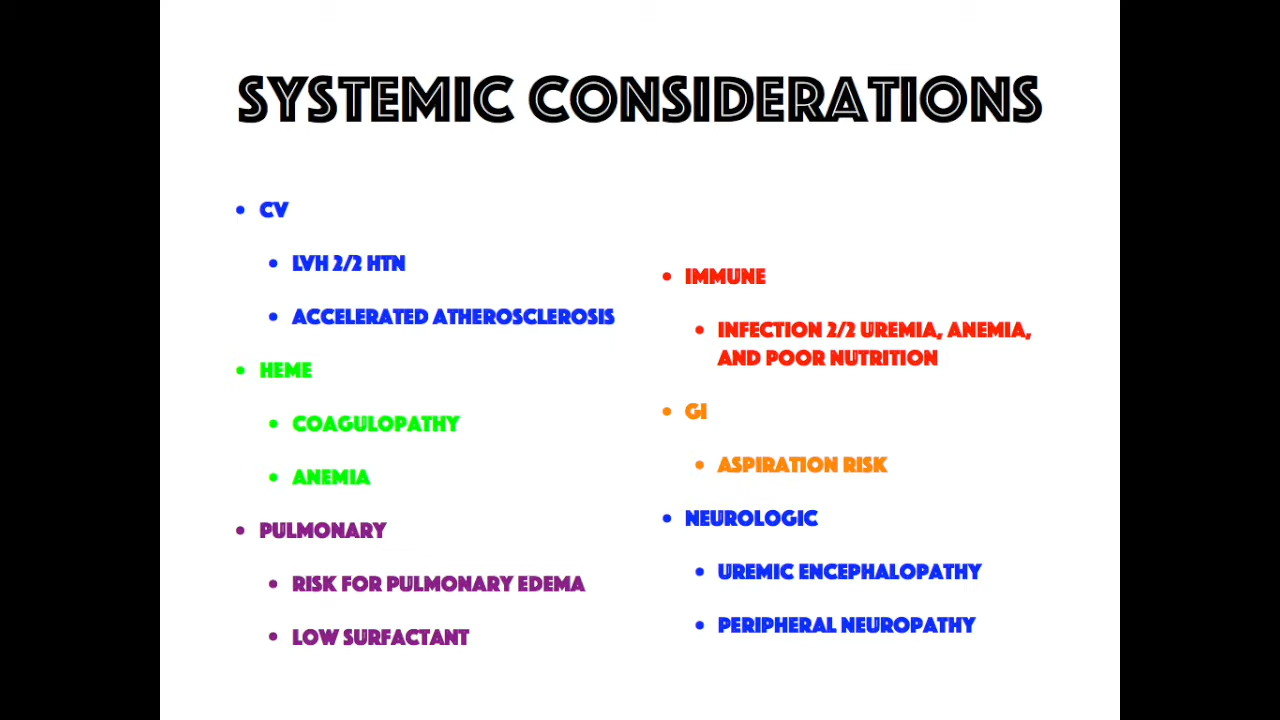 SYSTEMIC CONSIDERATIONS
CV
LVH 2/2 HTN
ACCELERATED ATHEROSCLEROSIS
HEME
COAGULOPATHY
ANEMIA
PULMONARY
RISK FOR PULMONARY EDEMA
LOW SURFACTANT
IMMUNE
INFECTION 2/2 UREMIA, ANEMIA,
AND POOR NUTRITION
GI
ASPIRATION RISK
NEUROLOGIC
UREMIC ENCEPHALOPATHY
PERIPHERAL NEUROPATHY